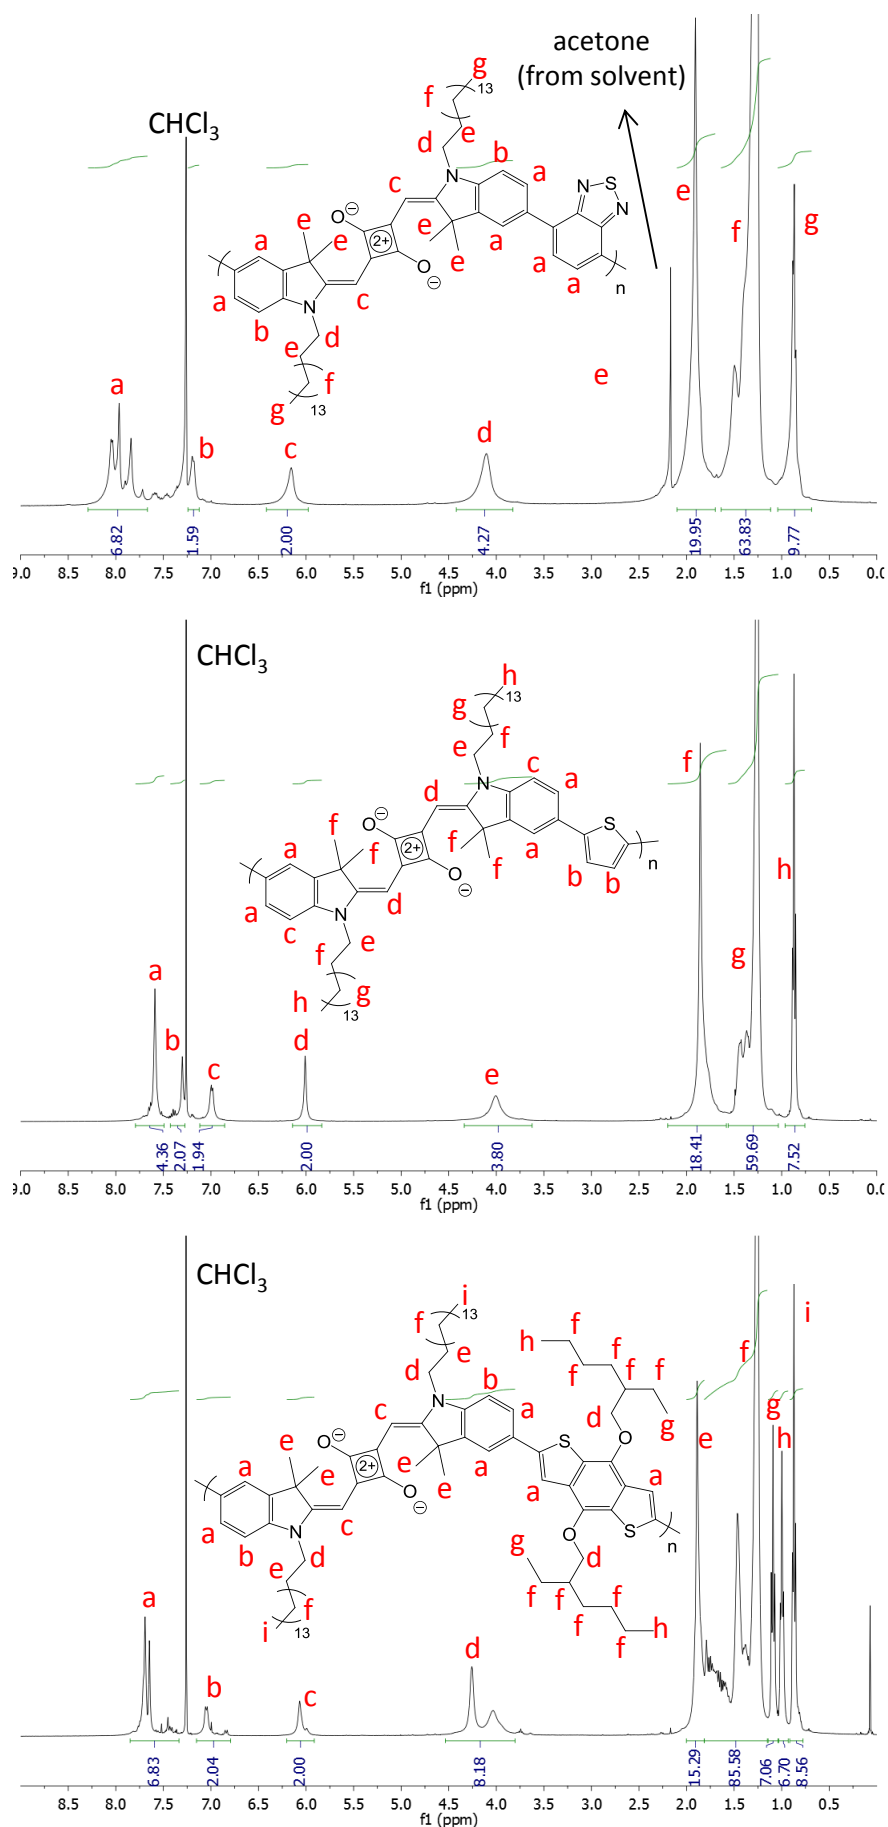 acetone
(from solvent)
CHCl3
g
13
f
e
d
b
N
a
c
e
e
O⊖
2+
e
e
a
N
S
N
a
a
n
a
a
b
N
O⊖
c
d
e
f
g
13
e
f
g
e
a
b
c
d
6.82
1.59
2.00
4.27
19.95
63.83
9.77
9.0 8.5 8.0 7.5 7.0 6.5 6.0 5.5 5.0 4.5 4.0 3.5 3.0 2.5 2.0 1.5 1.0 0.5 0.0
f1 (ppm)
CHCl3
h
13
g
f
e
c
N
a
d
f
f
O⊖
2+
f
f
a
S
n
b
b
a
a
c
N
O⊖
d
e
f
g
h
13
f
g
h
a
b
c
d
e
4.36
2.07
1.94
2.00
3.80
18.41
59.69
7.52
9.0 8.5 8.0 7.5 7.0 6.5 6.0 5.5 5.0 4.5 4.0 3.5 3.0 2.5 2.0 1.5 1.0 0.5 0.0
f1 (ppm)
CHCl3
i
13
f
e
d
b
N
a
c
e
e
O⊖
2+
e
e
a
h
f
f
f
f
f
g
d
O
S
a
a
S
n
O
d
g
f
f
f
f
f
h
a
a
b
N
O⊖
c
d
e
f
i
13
e
f
g
h
i
a
b
c
d
6.83
2.04
2.00
8.18
15.29
85.58
7.06
6.70
8.56
8.5 8.0 7.5 7.0 6.5 6.0 5.5 5.0 4.5 4.0 3.5 3.0 2.5 2.0 1.5 1.0 0.5 0.0
f1 (ppm)